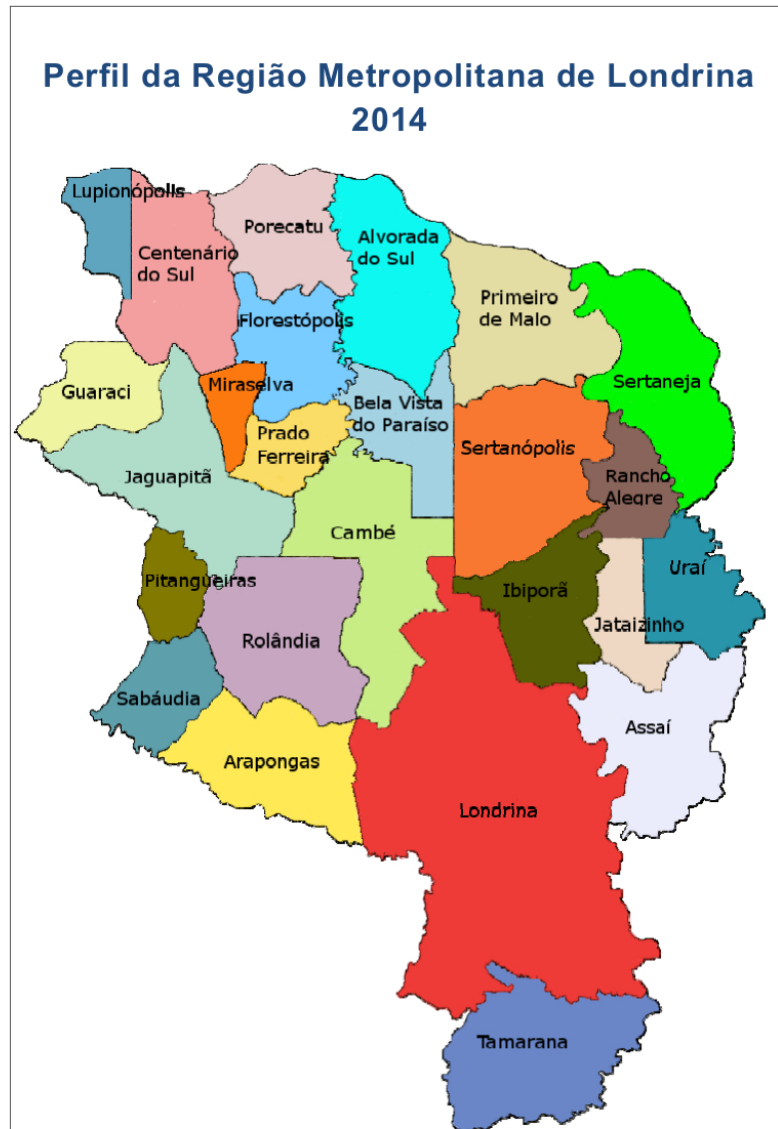 Perfil da Região Metropolitana de Londrina
2014
Lupionópolis
Centenário
do Sul
Porecatu
Alvorada
do Sul
Primeiro
de Malo
Florestópolis
Sertaneja
Guaraci
Miraselva
Bela Vista
do Paraíso
Prado
Ferreira
Sertanópolis
Rancho
Alegre
Jaguapitã
Cambé
Pitangueiras
Ibiporã
Uraí
Jataizinho
Rolândia
Sabáudia
Assaí
Arapongas
Londrina
Tamarana